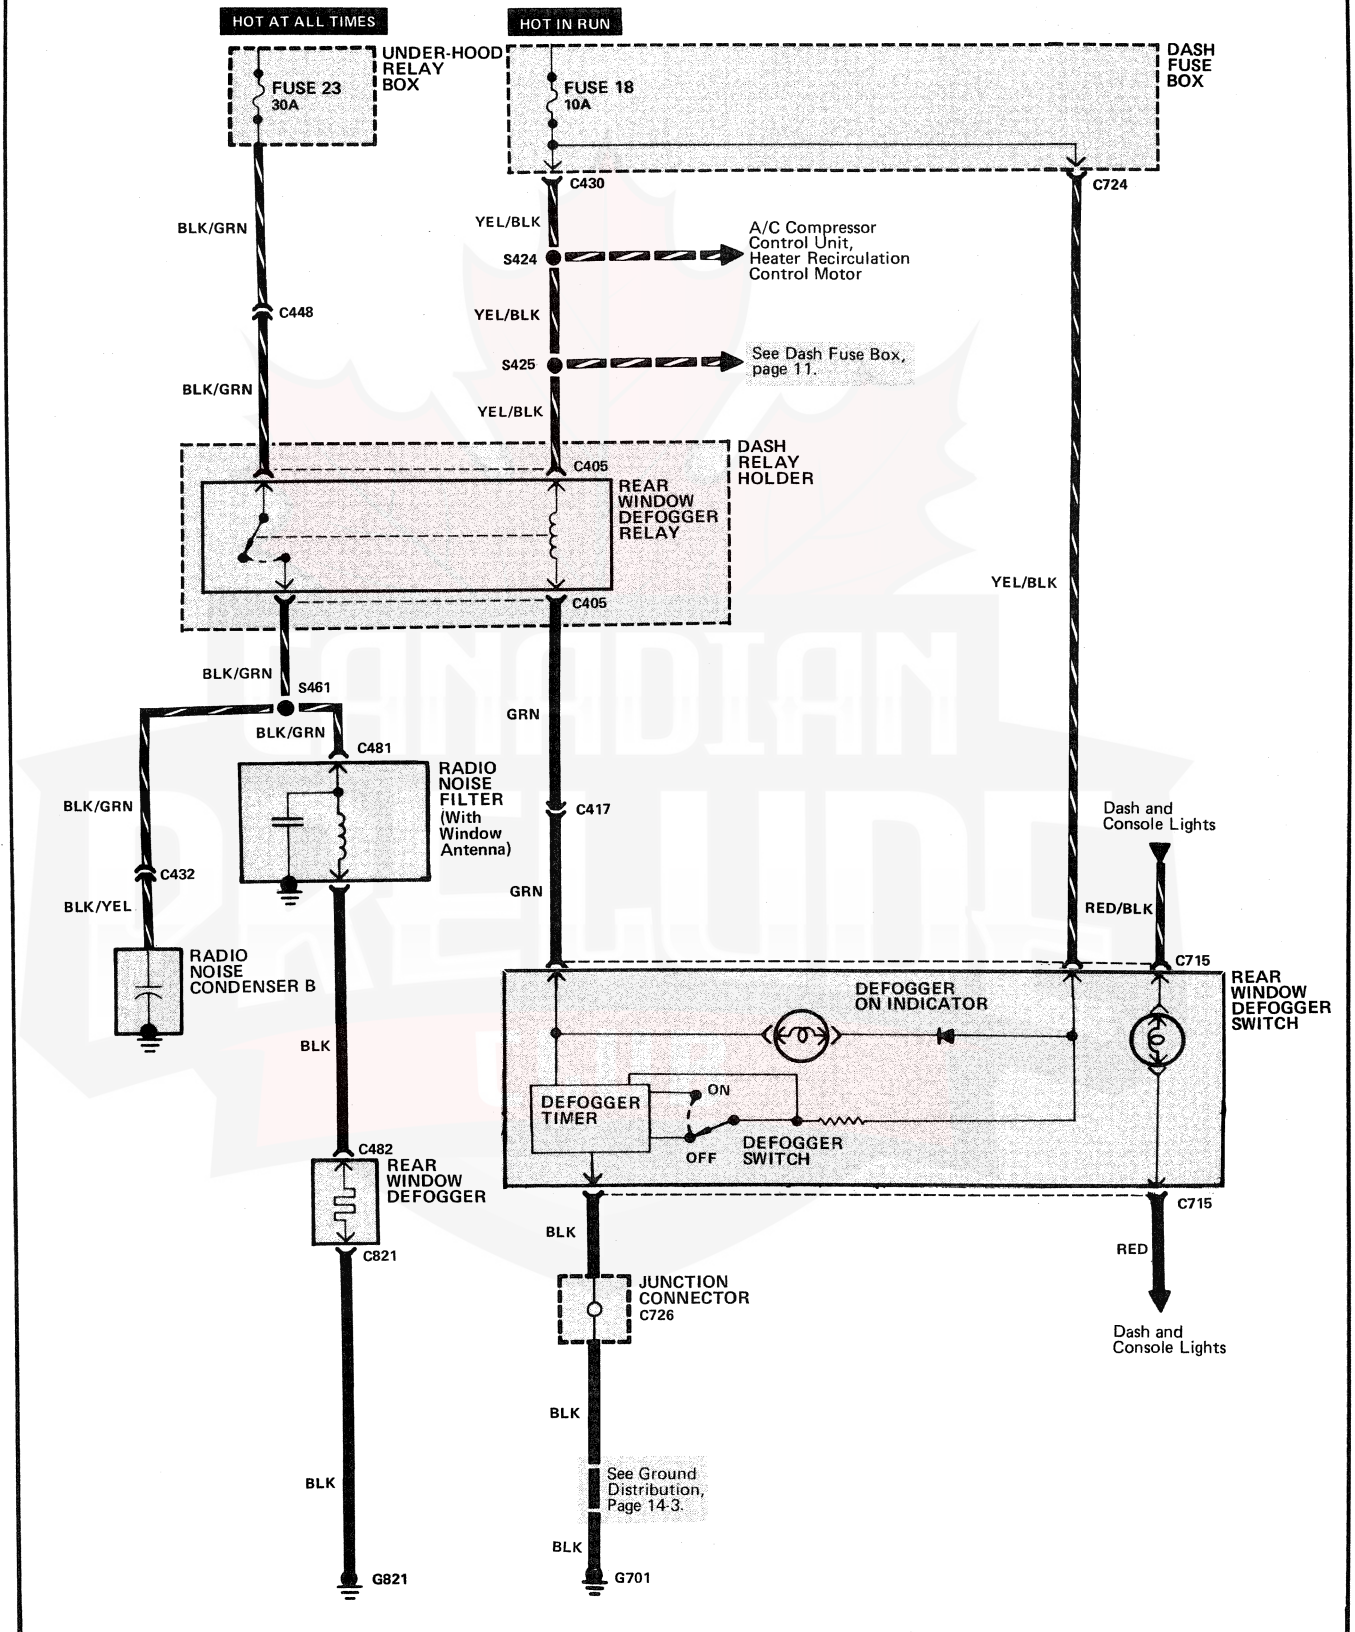 HOT AT ALL TIMES
HOT IN RUN
UNDER-HOOD
RELAY
BOX
FUSE 23
30A
FUSE 18
10A
DASH
FUSE
BOX
C430
C724
BLK/GRN
YEL/BLK
S424
A/C Compressor
Control Unit,
Heater Recirculation
Control Motor
C448
YEL/BLK
S425
See Dash Fuse Box,
page 11.
BLK/GRN
YEL/BLK
DASH
RELAY
HOLDER
C405
REAR
WINDOW
DEFOGGER
RELAY
YEL/BLK
C405
CANADIAN
PRELUDE
CUP
BLK/GRN
S461
BLK/GRN
GRN
C481
RADIO
NOISE
FILTER
(With
Window
Antenna)
BLK/GRN
C417
Dash and
Console Lights
C432
GRN
BLK/YEL
RED/BLK
RADIO
NOISE
CONDENSER B
C715
REAR
WINDOW
DEFOGGER
SWITCH
DEFOGGER
ON INDICATOR
BLK
DEFOGGER
TIMER
ON
OFF
DEFOGGER
SWITCH
C482
REAR
WINDOW
DEFOGGER
C715
BLK
RED
C821
JUNCTION
CONNECTOR
C726
Dash and
Console Lights
BLK
BLK
See Ground
Distribution,
Page 14-3.
BLK
G821
G701